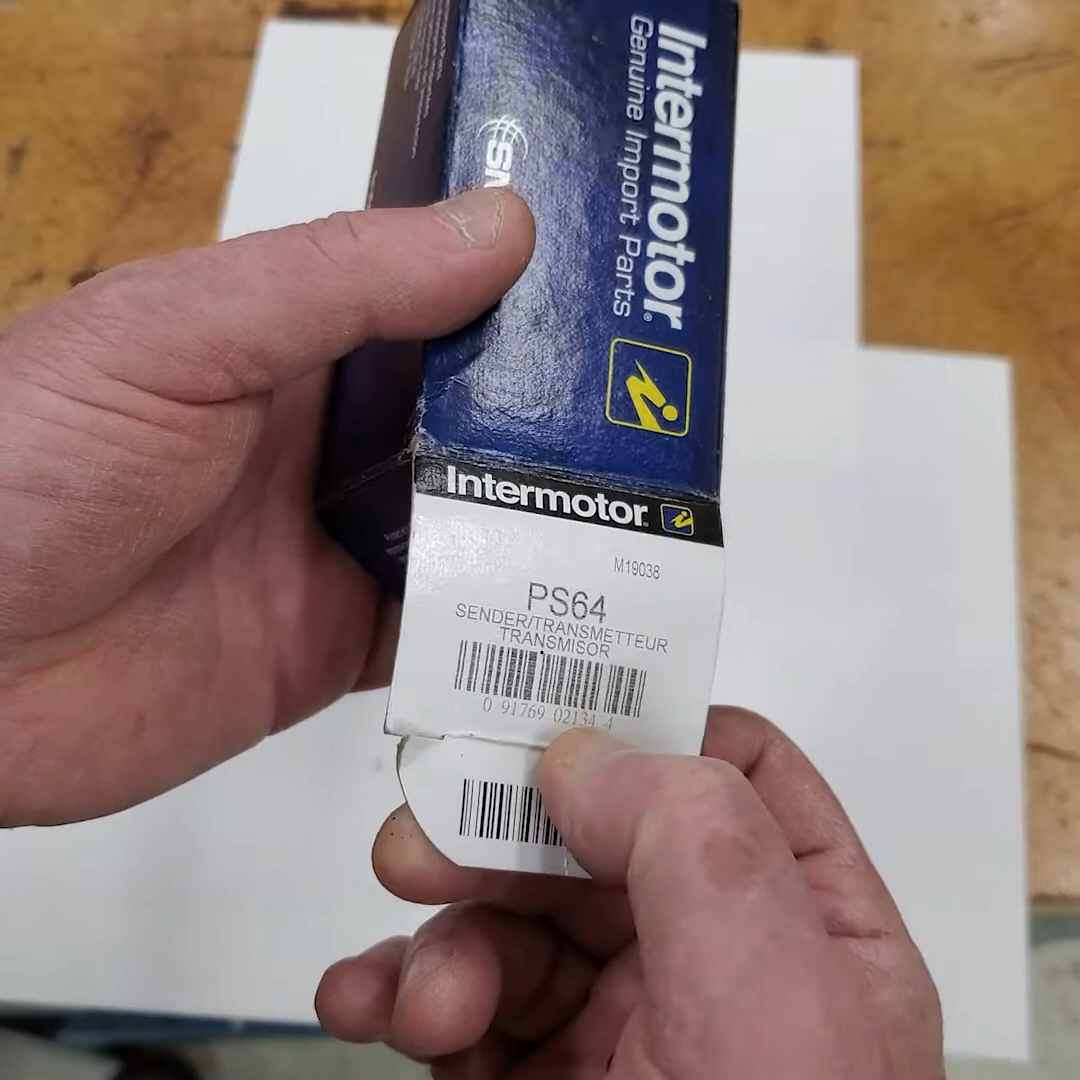 Intermotor®
Genuine Import Parts
Intermotor®
M19038
PS64
SENDER/TRANSMETTEUR
TRANSMISOR
0 91769 02134 4